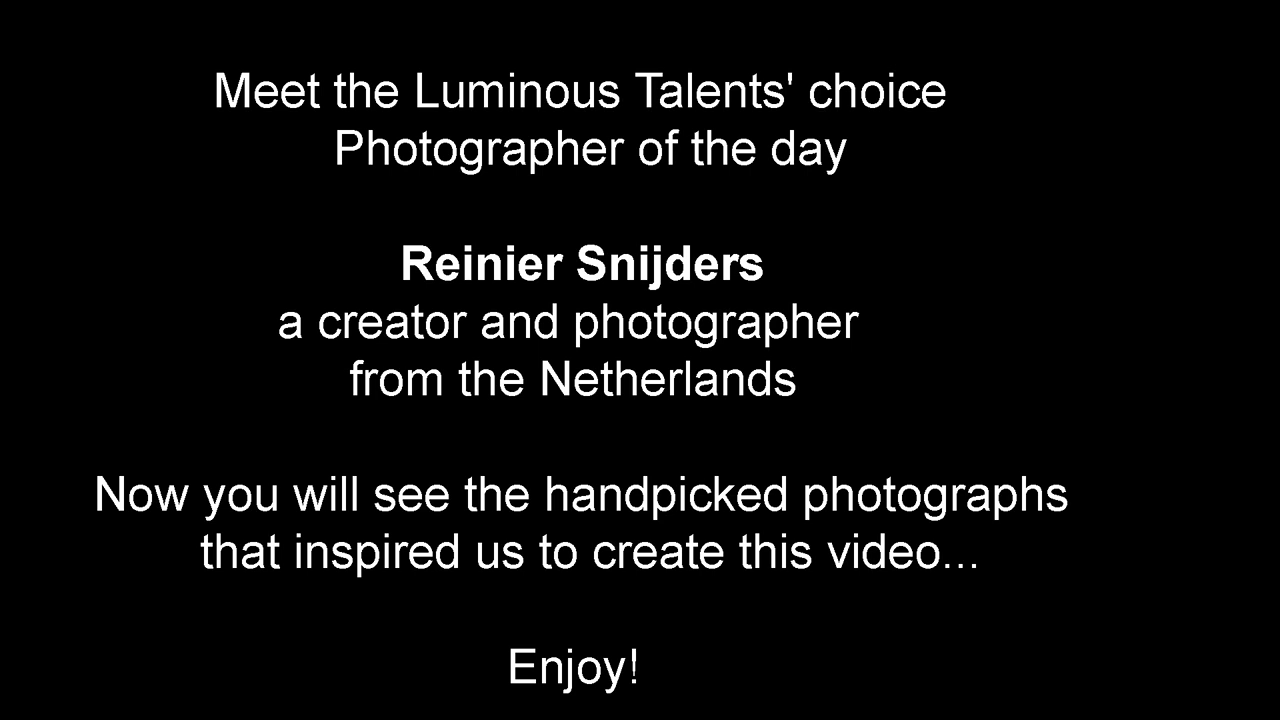 Meet the Luminous Talents' choice
Photographer of the day
Reinier Snijders
a creator and photographer
from the Netherlands
Now you will see the handpicked photographs
that inspired us to create this video...
Enjoy!